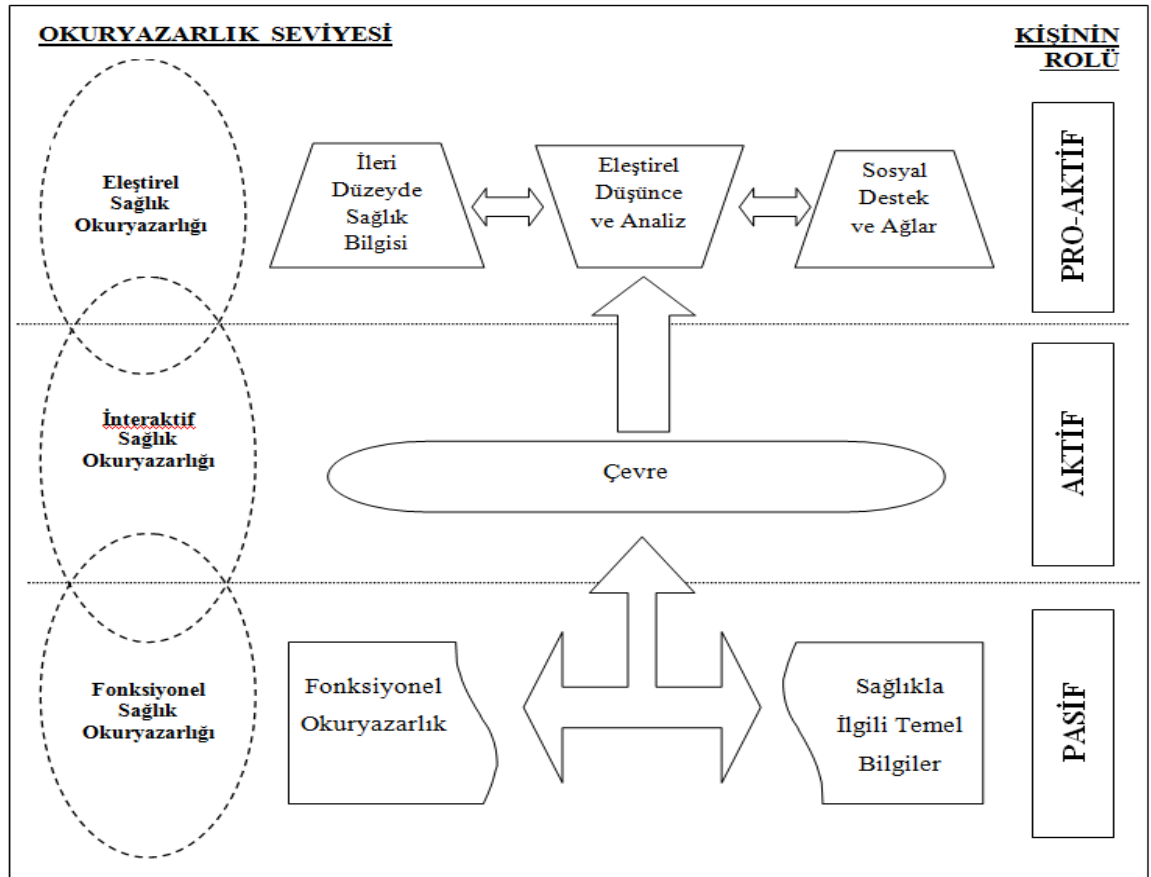 OKURYAZARLIK SEVİYESİ
KİŞİNİN
ROLÜ
Eleştirel
Sağlık
Okuryazarlığı
İleri
Düzeyde
Sağlık
Bilgisi
Eleştirel
Düşünce
ve Analiz
Sosyal
Destek
ve Ağlar
PRO-AKTİF
İnteraktif
Sağlık
Okuryazarlığı
Çevre
AKTİF
Fonksiyonel
Sağlık
Okuryazarlığı
Fonksiyonel
Okuryazarlık
Sağlıkla
İlgili Temel
Bilgiler
PASİF